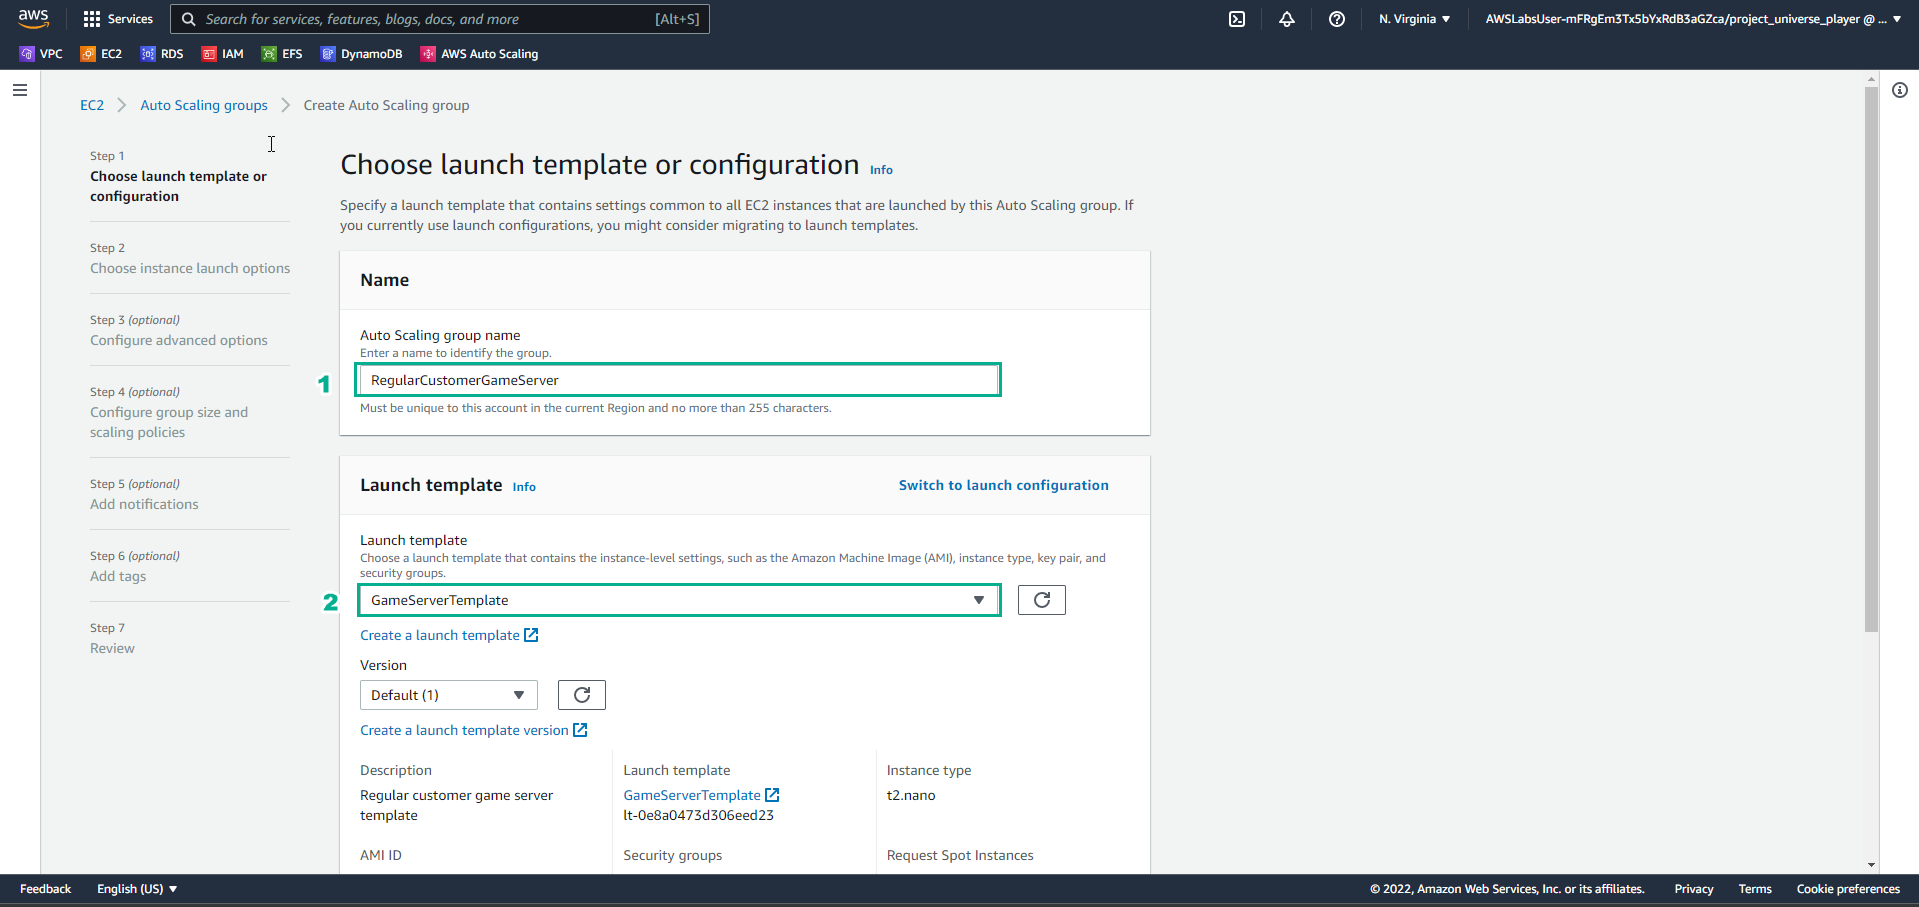 aws
Services
Search for services, features, blogs, docs, and more
[Alt+S]
N. Virginia
AWSLabsUser-mFRgEm3Tx5bYxRdB3aGZca/project_universe_player @ ...
VPC
EC2
RDS
IAM
EFS
DynamoDB
AWS Auto Scaling
EC2
Auto Scaling groups
Create Auto Scaling group
Step 1
Choose launch template or
configuration
Step 2
Choose instance launch options
Step 3 (optional)
Configure advanced options
Step 4 (optional)
Configure group size and
scaling policies
Step 5 (optional)
Add notifications
Step 6 (optional)
Add tags
Step 7
Review
Choose launch template or configuration Info
Specify a launch template that contains settings common to all EC2 instances that are launched by this Auto Scaling group. If
you currently use launch configurations, you might consider migrating to launch templates.
Name
Auto Scaling group name
Enter a name to identify the group.
1
RegularCustomerGameServer
Must be unique to this account in the current Region and no more than 255 characters.
Launch template Info
Switch to launch configuration
Launch template
Choose a launch template that contains the instance-level settings, such as the Amazon Machine Image (AMI), instance type, key pair, and
security groups.
2
GameServerTemplate
Create a launch template
Version
Default (1)
Create a launch template version
Description
Regular customer game server
template
Launch template
GameServerTemplate
lt-0e8a0473d306eed23
Instance type
t2.nano
AMI ID
Security groups
Request Spot Instances
Feedback
English (US)
© 2022, Amazon Web Services, Inc. or its affiliates.
Privacy
Terms
Cookie preferences